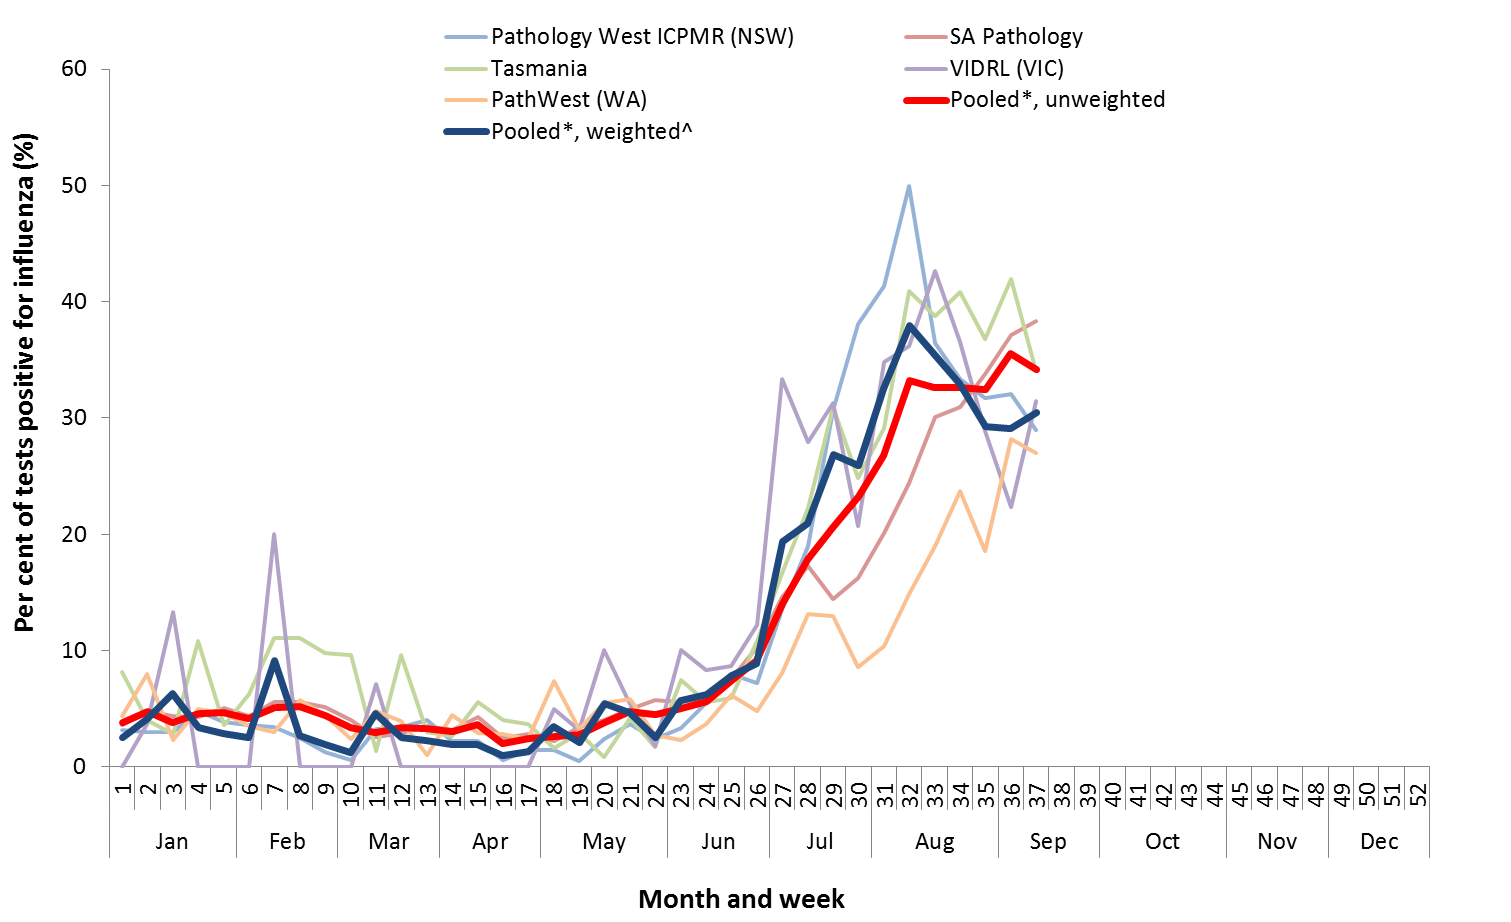 Pathology West ICPMR (NSW) SA Pathology
Tasmania VIDRL (VIC)
PathWest (WA) Pooled*, unweighted
Pooled*, weighted^
Per cent of tests positive for influenza (%)
60
50
40
30
20
10
0
1 2 3 4 5 6 7 8 9 10 11 12 13 14 15 16 17 18 19 20 21 22 23 24 25 26 27 28 29 30 31 32 33 34 35 36 37 38 39 40 41 42 43 44 45 46 47 48 49 50 51 52
Jan Feb Mar Apr May Jun Jul Aug Sep Oct Nov Dec
Month and week